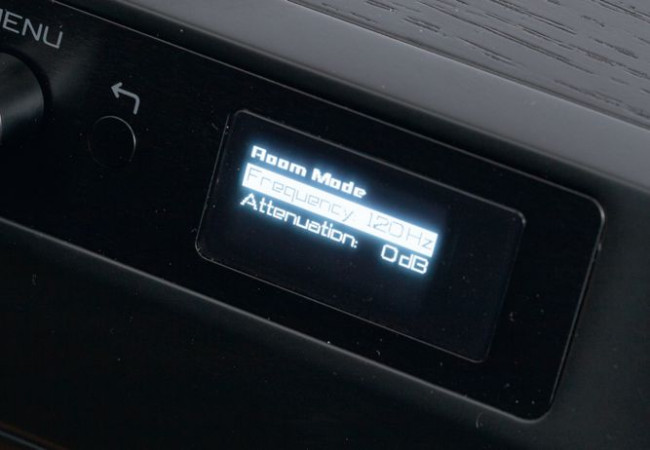 MENU
Room Mode
Frequency 120Hz
Attenuation: 0dB